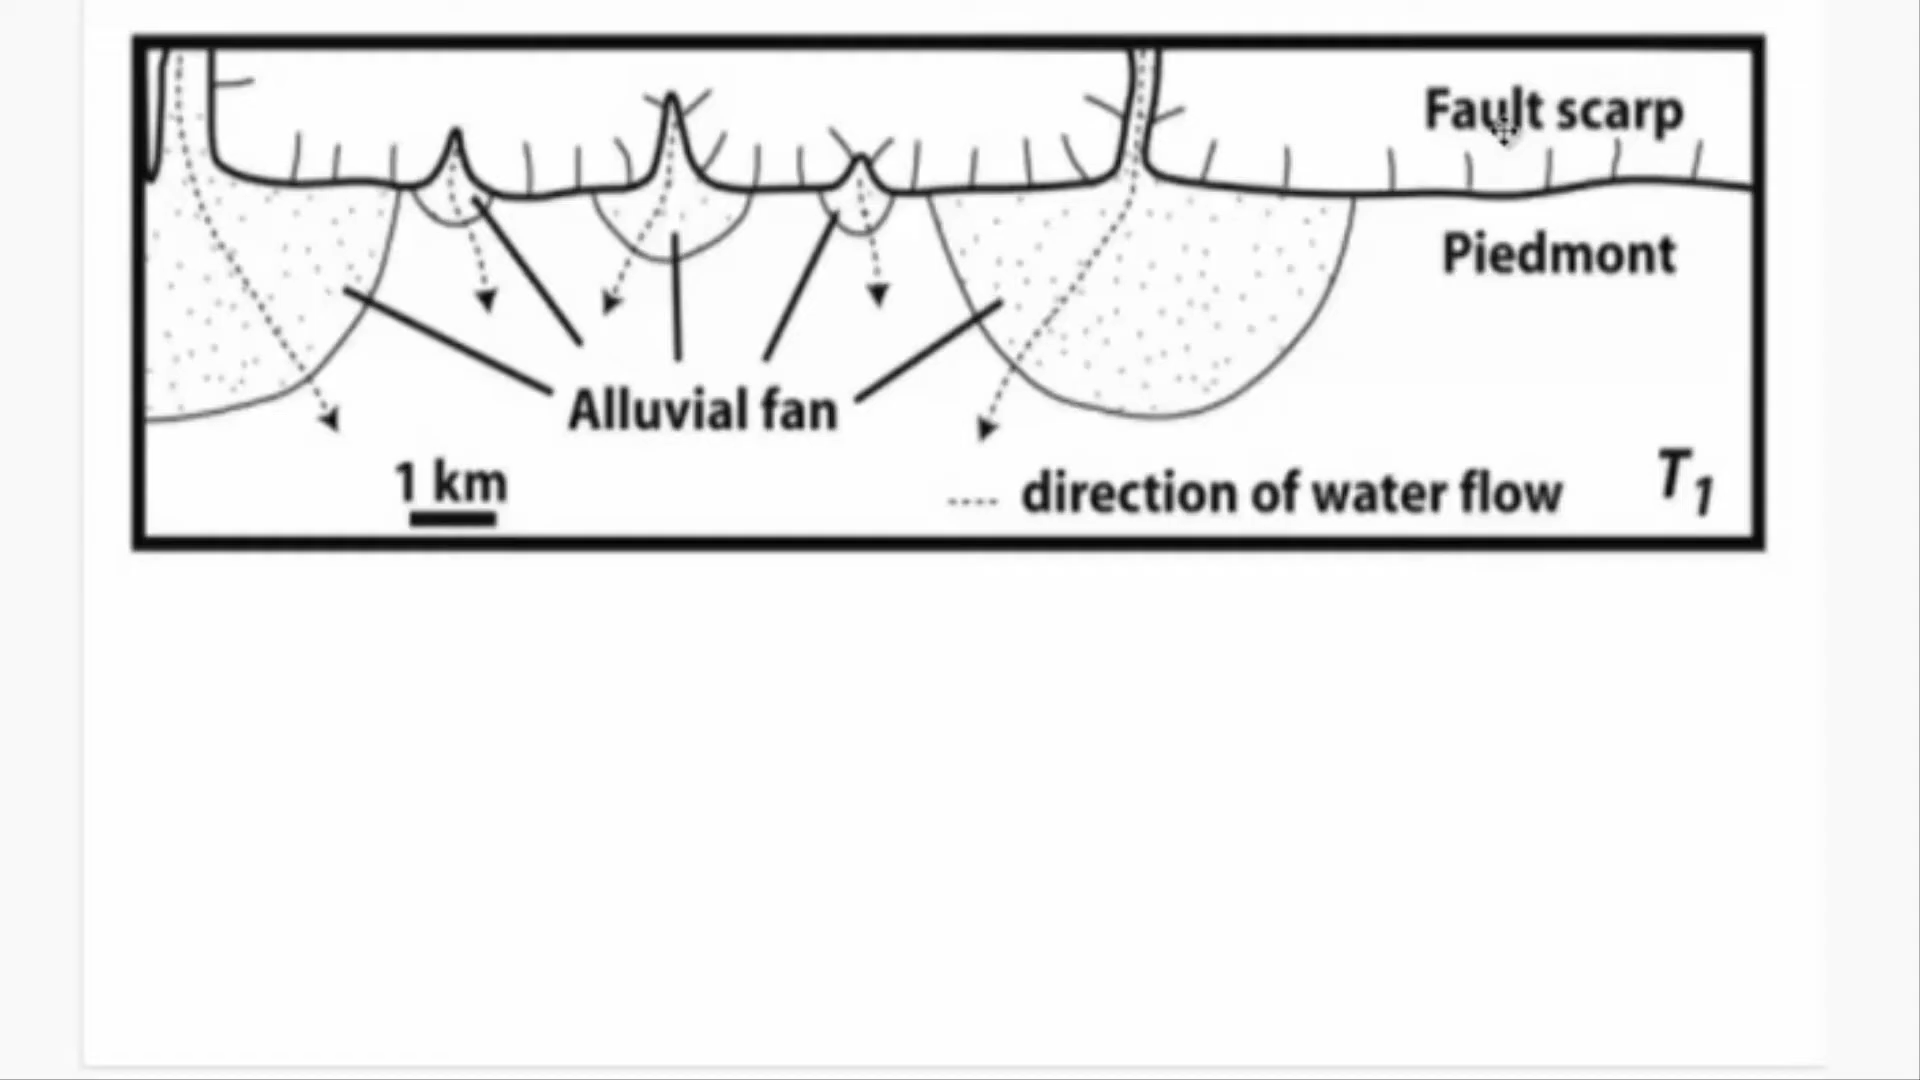 Fault scarp
Piedmont
Alluvial fan
1 km
---- direction of water flow
T1